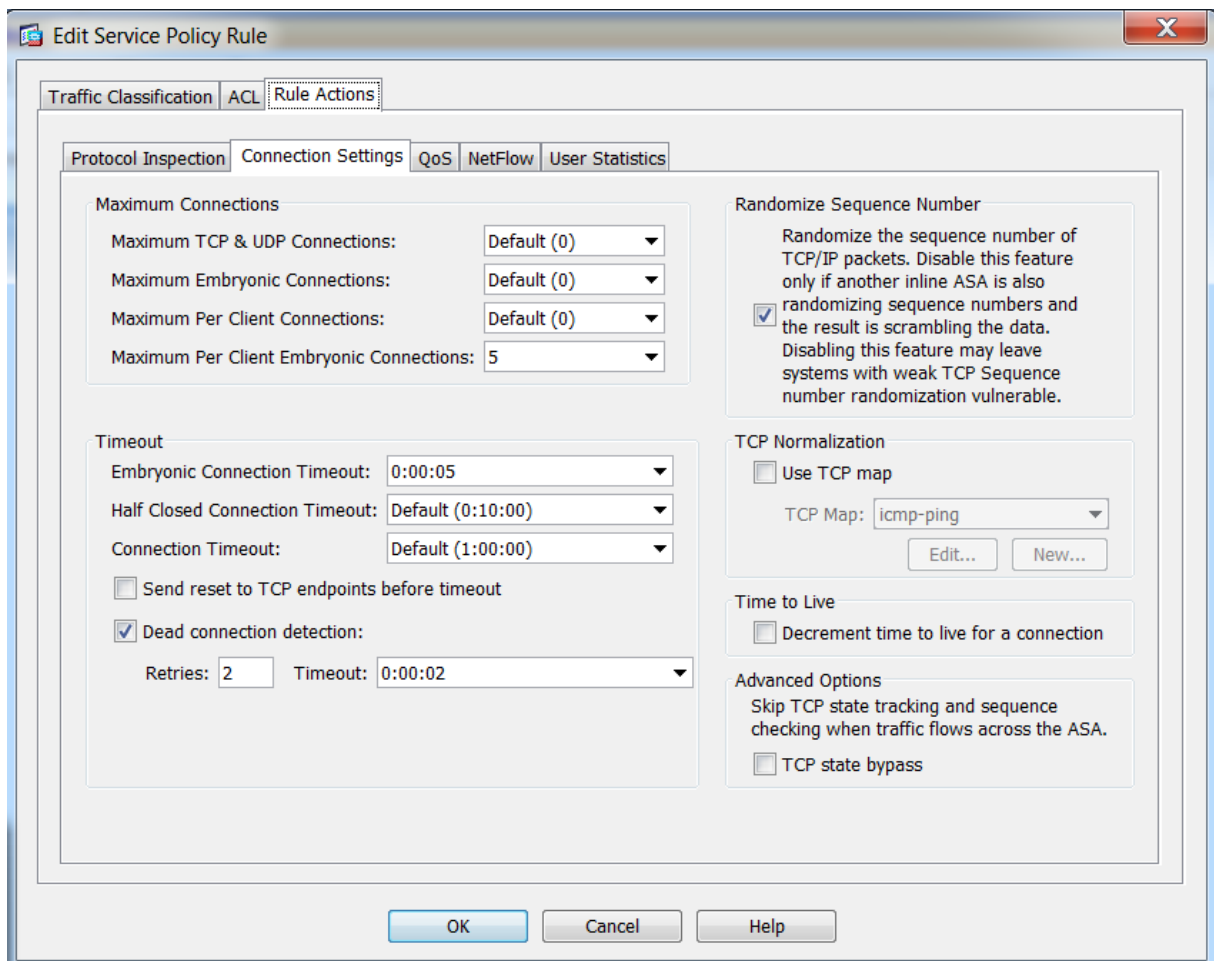 Edit Service Policy Rule
Traffic Classification ACL Rule Actions
Protocol Inspection Connection Settings QoS NetFlow User Statistics
Maximum Connections
Maximum TCP & UDP Connections: Default (0)
Maximum Embryonic Connections: Default (0)
Maximum Per Client Connections: Default (0)
Maximum Per Client Embryonic Connections: 5
Randomize Sequence Number
Randomize the sequence number of
TCP/IP packets. Disable this feature
only if another inline ASA is also
randomizing sequence numbers and
the result is scrambling the data.
Disabling this feature may leave
systems with weak TCP Sequence
number randomization vulnerable.
Timeout
Embryonic Connection Timeout: 0:00:05
Half Closed Connection Timeout: Default (0:10:00)
Connection Timeout: Default (1:00:00)
Send reset to TCP endpoints before timeout
Dead connection detection:
Retries: 2 Timeout: 0:00:02
TCP Normalization
Use TCP map
TCP Map: icmp-ping
Edit... New...
Time to Live
Decrement time to live for a connection
Advanced Options
Skip TCP state tracking and sequence
checking when traffic flows across the ASA.
TCP state bypass
OK Cancel Help